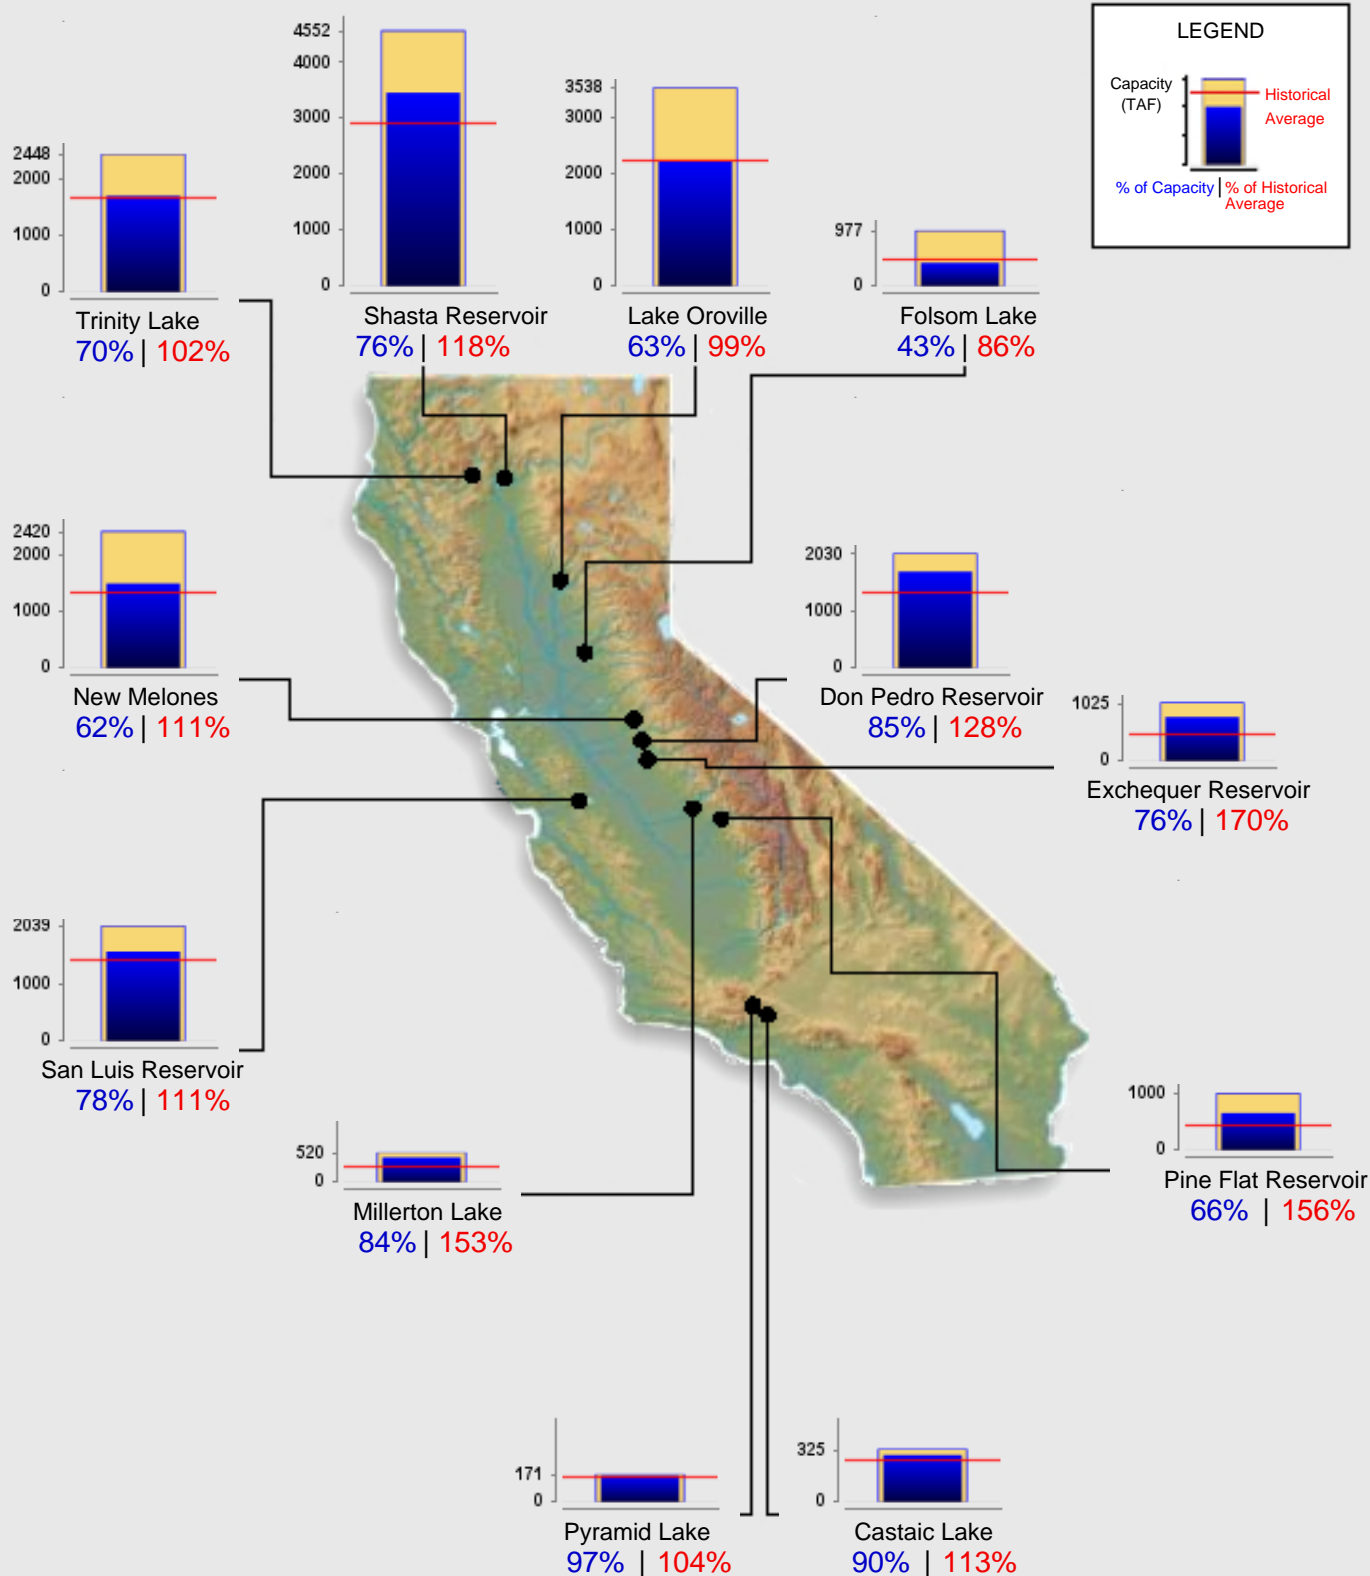 LEGEND
Capacity
(TAF)
Historical
Average
% of Capacity | % of Historical
Average
4552
4000
3000
2000
1000
0
Shasta Reservoir
76% | 118%
3538
3000
2000
1000
0
Lake Oroville
63% | 99%
2448
2000
1000
0
Trinity Lake
70% | 102%
977
0
Folsom Lake
43% | 86%
2420
2000
1000
0
New Melones
62% | 111%
2030
1000
0
Don Pedro Reservoir
85% | 128%
1025
0
Exchequer Reservoir
76% | 170%
2039
1000
0
San Luis Reservoir
78% | 111%
520
0
Millerton Lake
84% | 153%
1000
0
Pine Flat Reservoir
66% | 156%
171
0
Pyramid Lake
97% | 104%
325
0
Castaic Lake
90% | 113%